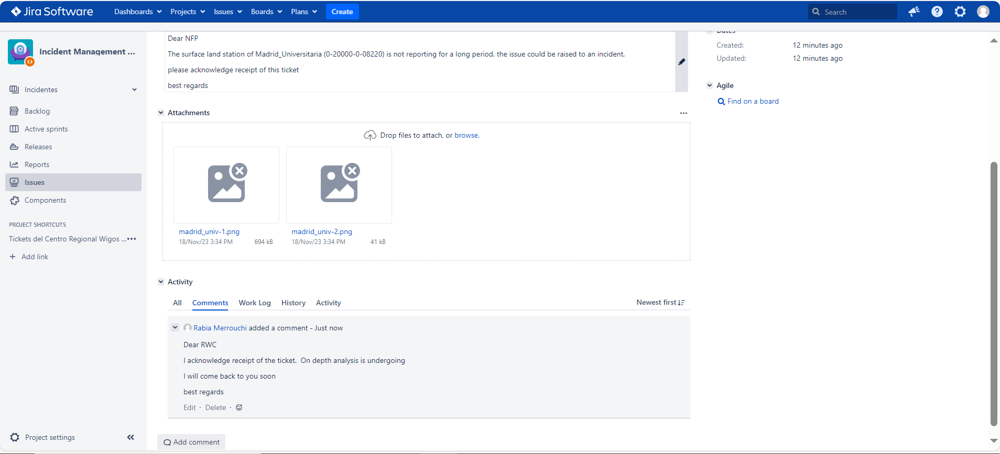 Jira Software
Dashboards Projects Issues Boards Plans Create Search
Incident Management ...
Incidentes
Backlog
Active sprints
Releases
Reports
Issues
Components
PROJECT SHORTCUTS
Tickets del Centro Regional Wigos ...
Add link
Project settings
Dear NFP
The surface land station of Madrid_Universitaria (0-20000-0-08220) is not reporting for a long period. the issue could be raised to an incident.
please acknowledge receipt of this ticket
best regards
Attachments
Drop files to attach, or browse.
madrid_univ-1.png
18/Nov/23 3:34 PM 694 kB
madrid_univ-2.png
18/Nov/23 3:34 PM 41 kB
Activity
All Comments Work Log History Activity Newest first
Rabia Merrouchi added a comment - Just now
Dear RWC
I acknowledge receipt of the ticket.  On depth analysis is undergoing
I will come back to you soon
best regards
Edit · Delete ·
Add comment
Dates
Created: 12 minutes ago
Updated: 12 minutes ago
Agile
Find on a board